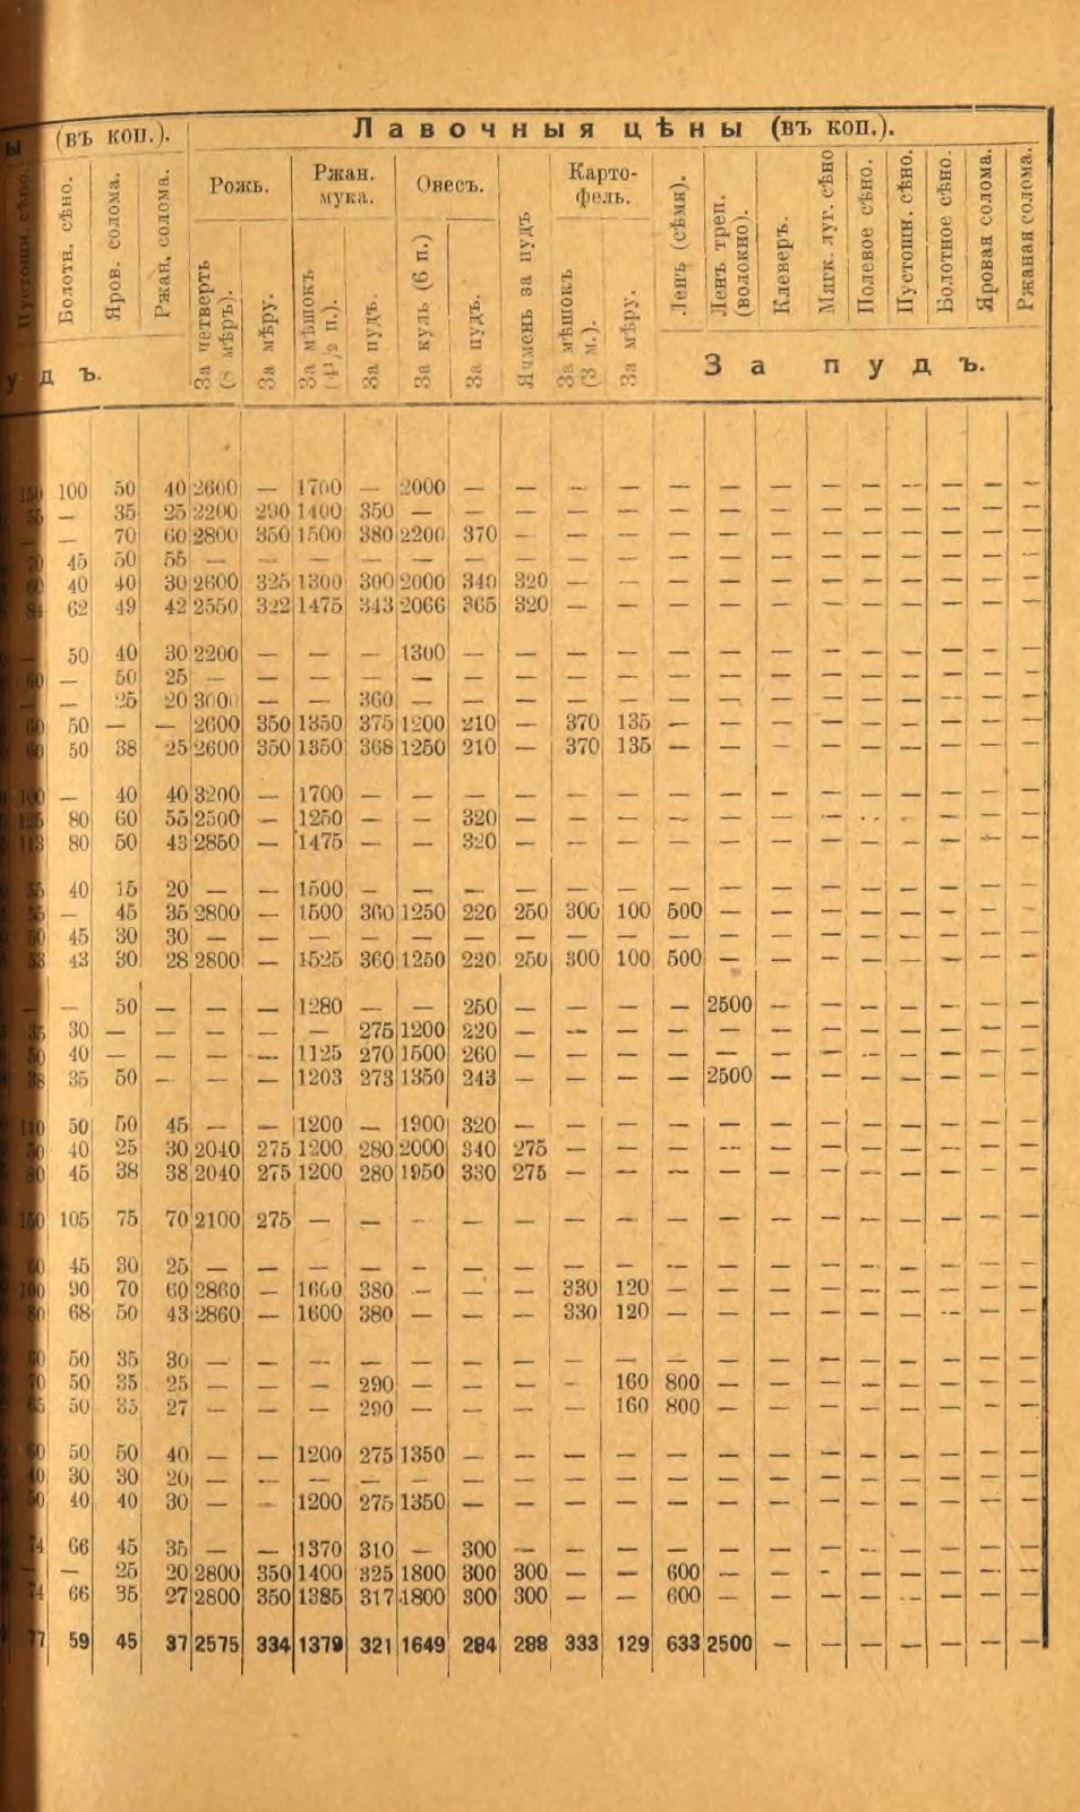 (въ коп.). Лавочныя цѣны (въ коп.).
Болотн. сѣно. Яров. солома. Ржан. солома. Рожь. Ржан. мука. Овесъ. Ячмень за пудъ Карто-фель. Ленъ (сѣмя). Ленъ треп. (волокно). Клеверъ. Мягк. луг. сѣно Полевое сѣно. Пустошн. сѣно. Болотное сѣно. Яровая солома. Ржаная солома.
За четверть (8 мѣръ). За мѣру. За мѣшокъ (4½ п.). За пудъ. За куль (6 п.) За пудъ. За мѣшокъ (3 м.). За мѣру.
у д ъ. За пудъ.
100 50 40 2600 — 1700 — 2000 — — — — — — — — — — — — —
— 35 25 2200 290 1400 350 — — — — — — — — — — — — — —
— 70 60 2800 350 1500 380 2200 370 — — — — — — — — — — — —
45 50 55 — — — — — — — — — — — — — — — — — —
40 40 30 2600 325 1300 300 2000 340 320 — — — — — — — — — — —
62 49 42 2550 322 1475 343 2066 365 320 — — — — — — — — — — —
50 40 30 2200 — — — 1300 — — — — — — — — — — — — —
— 50 25 — — — — — — — — — — — — — — — — — —
— 25 20 3000 — — 360 — — — — — — — — — — — — — —
50 — — 2600 350 1350 375 1200 210 — 370 135 — — — — — — — — —
50 38 25 2600 350 1350 368 1250 210 — 370 135 — — — — — — — — —
— 40 40 3200 — 1700 — — — — — — — — — — — — — — —
80 60 55 2500 — 1250 — — 320 — — — — — — — — — — — —
80 50 43 2850 — 1475 — — 320 — — — — — — — — — — — —
40 15 20 — — 1500 — — — — — — — — — — — — — — —
— 45 35 2800 — 1500 360 1250 220 250 300 100 500 — — — — — — — —
45 30 30 — — — — — — — — — — — — — — — — — —
43 30 28 2800 — 1525 360 1250 220 250 300 100 500 — — — — — — — —
— 50 — — — 1280 — — 250 — — — — 2500 — — — — — — —
30 — — — — — 275 1200 220 — — — — — — — — — — — —
40 — — — — 1125 270 1500 260 — — — — — — — — — — — —
35 50 — — — 1203 273 1350 243 — — — — 2500 — — — — — — —
50 50 45 — — 1200 — 1900 320 — — — — — — — — — — — —
40 25 30 2040 275 1200 280 2000 340 275 — — — — — — — — — — —
45 38 38 2040 275 1200 280 1950 330 275 — — — — — — — — — — —
105 75 70 2100 275 — — — — — — — — — — — — — — — —
45 30 25 — — — — — — — — — — — — — — — — — —
90 70 60 2860 — 1600 380 — — — 330 120 — — — — — — — — —
68 50 43 2860 — 1600 380 — — — 330 120 — — — — — — — — —
50 35 30 — — — — — — — — — — — — — — — — — —
50 35 25 — — — 290 — — — — 160 800 — — — — — — — —
50 35 27 — — — 290 — — — — 160 800 — — — — — — — —
50 50 40 — — 1200 275 1350 — — — — — — — — — — — — —
30 30 20 — — — — — — — — — — — — — — — — — —
40 40 30 — — 1200 275 1350 — — — — — — — — — — — — —
66 45 35 — — 1370 310 — 300 — — — — — — — — — — — —
— 25 20 2800 350 1400 325 1800 300 300 — — 600 — — — — — — — —
66 35 27 2800 350 1385 317 1800 300 300 — — 600 — — — — — — — —
77 59 45 37 2575 334 1379 321 1649 284 288 333 129 633 2500 — — — — — — —